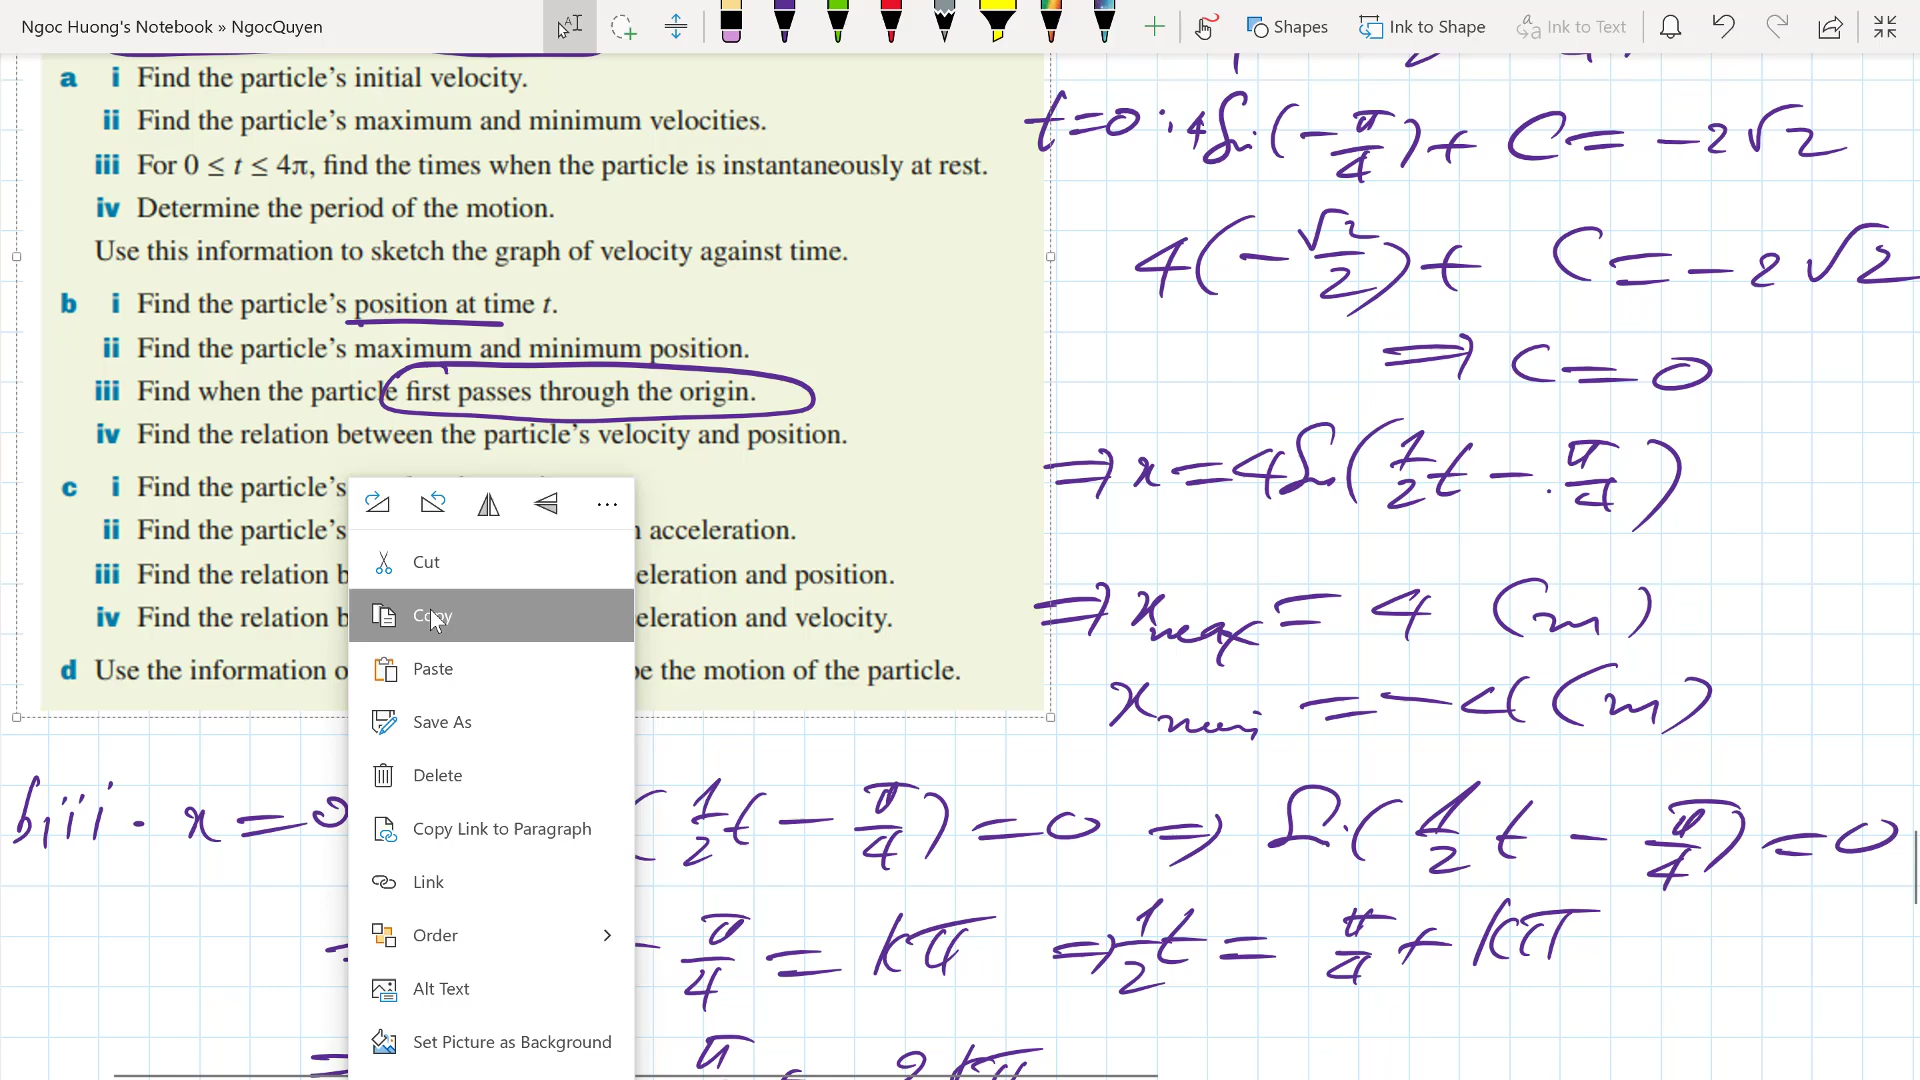 Ngoc Huong's Notebook » NgocQuyen
Shapes
Ink to Shape
Ink to Text
a i Find the particle's initial velocity.
ii Find the particle's maximum and minimum velocities.
iii For 0 ≤ t ≤ 4π, find the times when the particle is instantaneously at rest.
iv Determine the period of the motion.
Use this information to sketch the graph of velocity against time.
b i Find the particle's position at time t.
ii Find the particle's maximum and minimum position.
iii Find when the particle first passes through the origin.
iv Find the relation between the particle's velocity and position.
c i Find the particle's
ii Find the particle's acceleration.
iii Find the relation eleration and position.
iv Find the relation eleration and velocity.
d Use the information the motion of the particle.
Cut
Copy
Paste
Save As
Delete
Copy Link to Paragraph
Link
Order
Alt Text
Set Picture as Background
t=0: 4Sin(-π/4) + C = -2√2
4(-√2/2) + C = -2√2
⇒ C = 0
⇒ x = 4Sin(1/2 t - π/4)
⇒ xmax = 4 (m)
xmin = -4 (m)
b,iii. x = 0 (1/2 t - π/4) = 0 ⇒ Sin(1/2 t - π/4) = 0
- π/4 = kπ ⇒ 1/2 t = π/4 + kπ